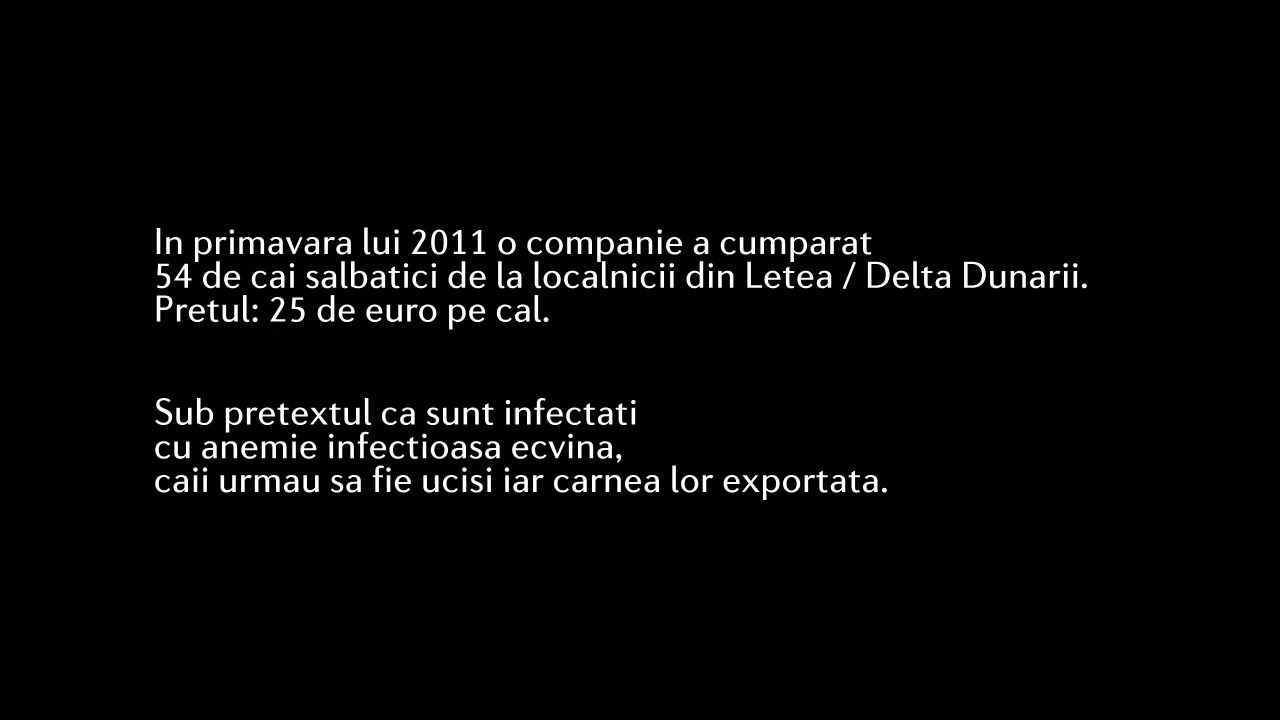 In primavara lui 2011 o companie a cumparat
54 de cai salbatici de la localnicii din Letea / Delta Dunarii.
Pretul: 25 de euro pe cal.
Sub pretextul ca sunt infectati
cu anemie infectioasa ecvina,
caii urmau sa fie ucisi iar carnea lor exportata.